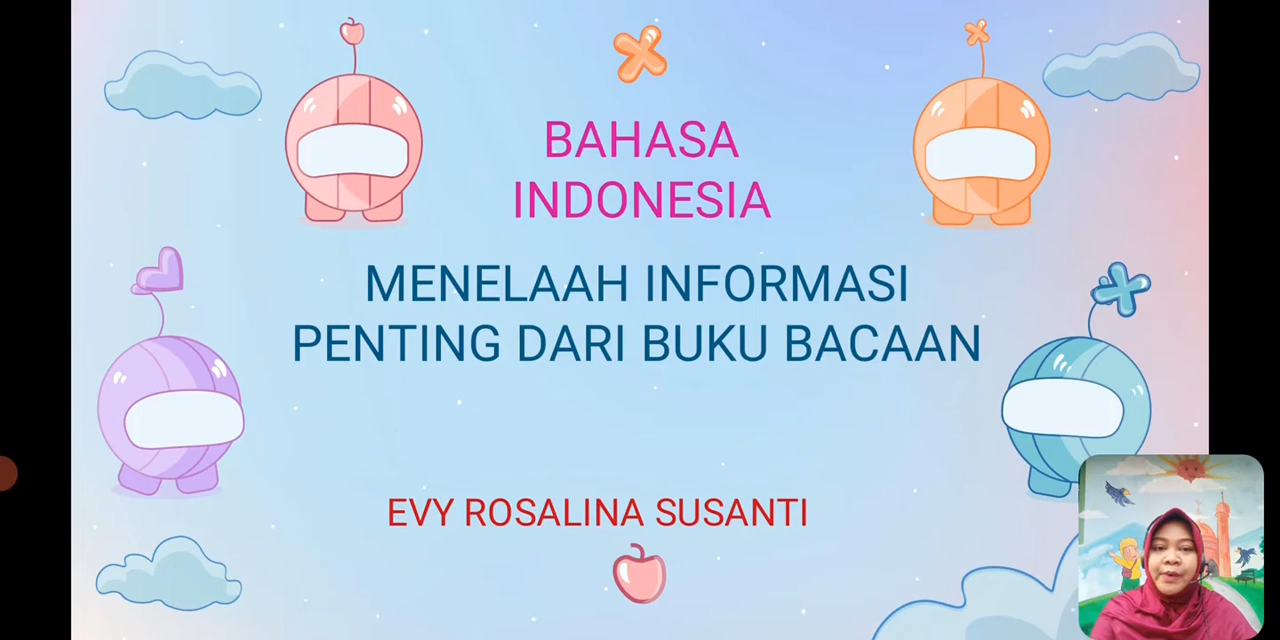 BAHASA
INDONESIA
MENELAAH INFORMASI
PENTING DARI BUKU BACAAN
EVY ROSALINA SUSANTI